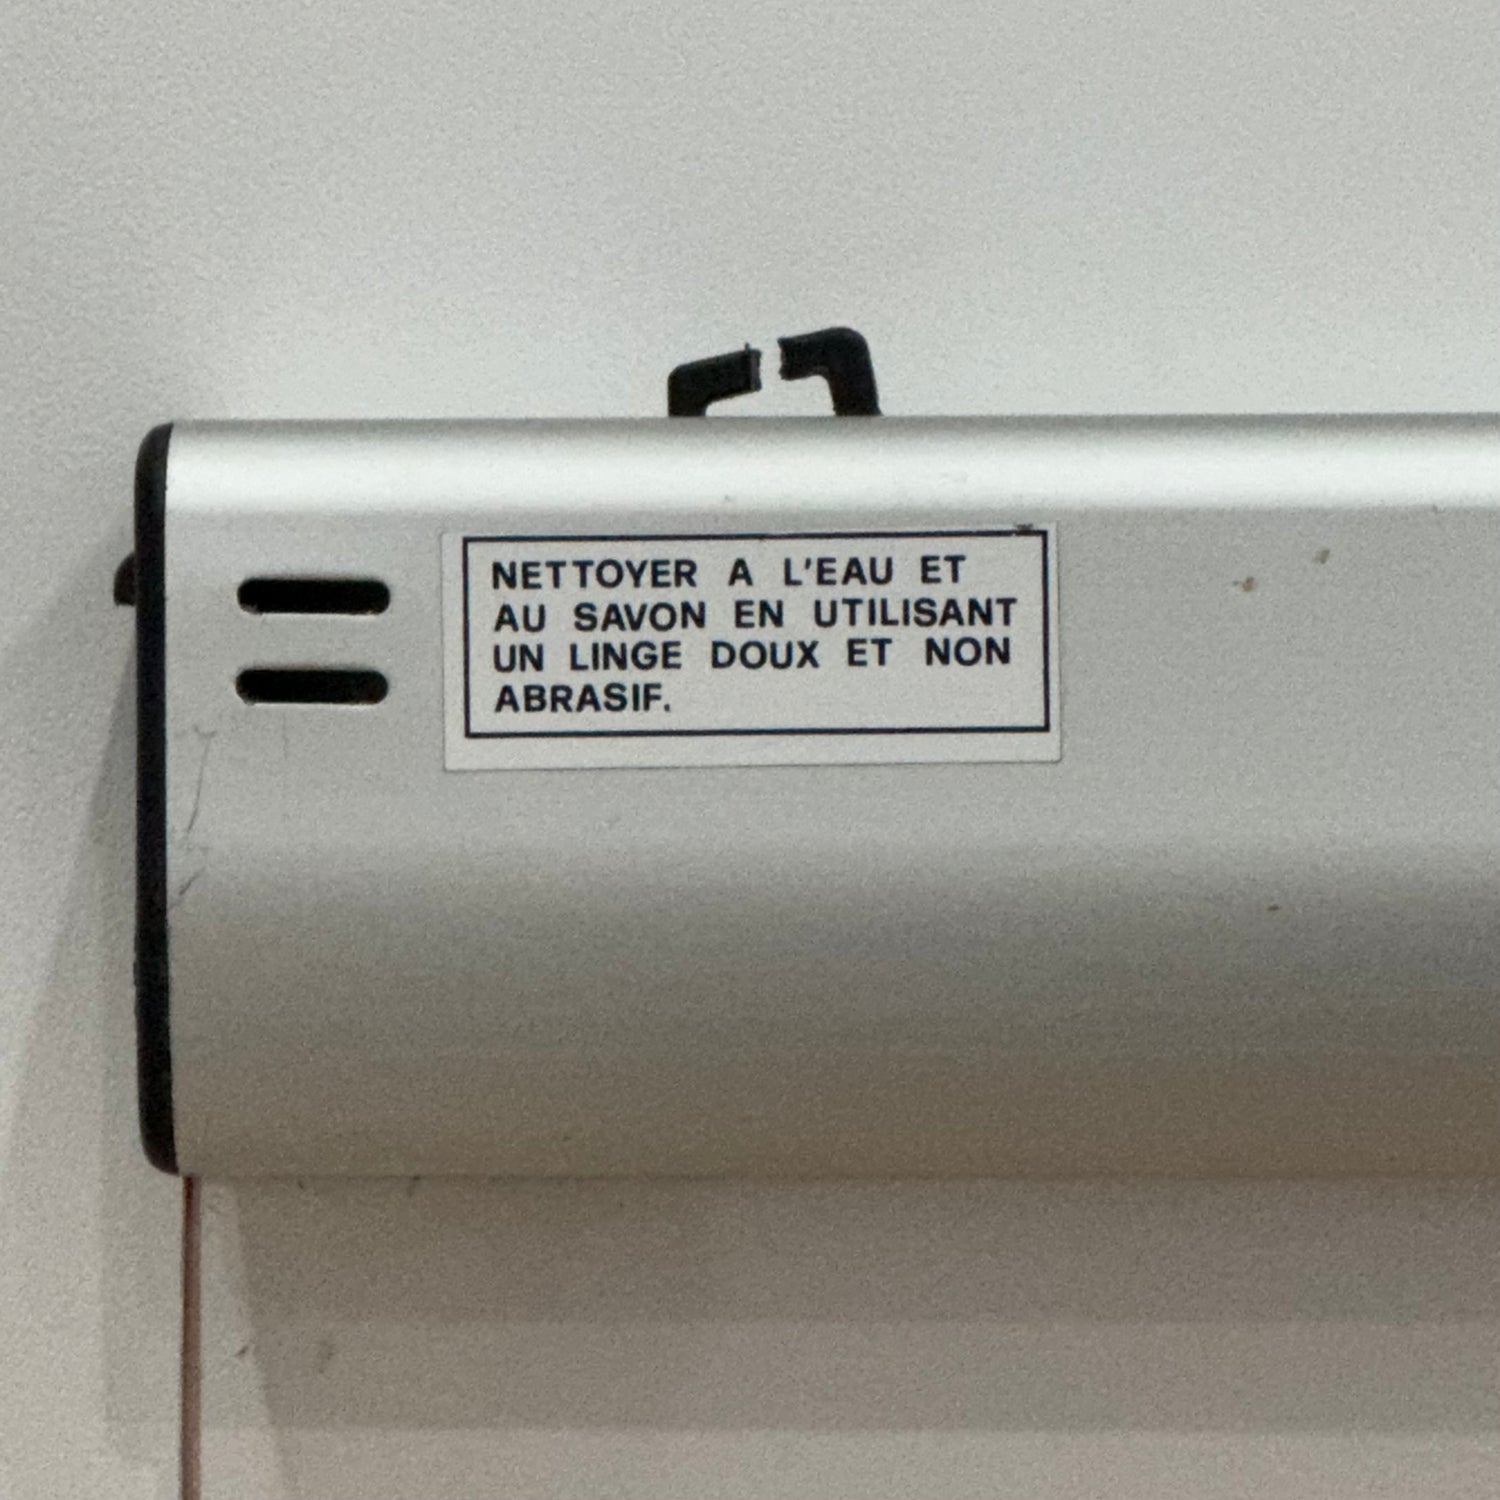 NETTOYER A L'EAU ET
AU SAVON EN UTILISANT
UN LINGE DOUX ET NON
ABRASIF.